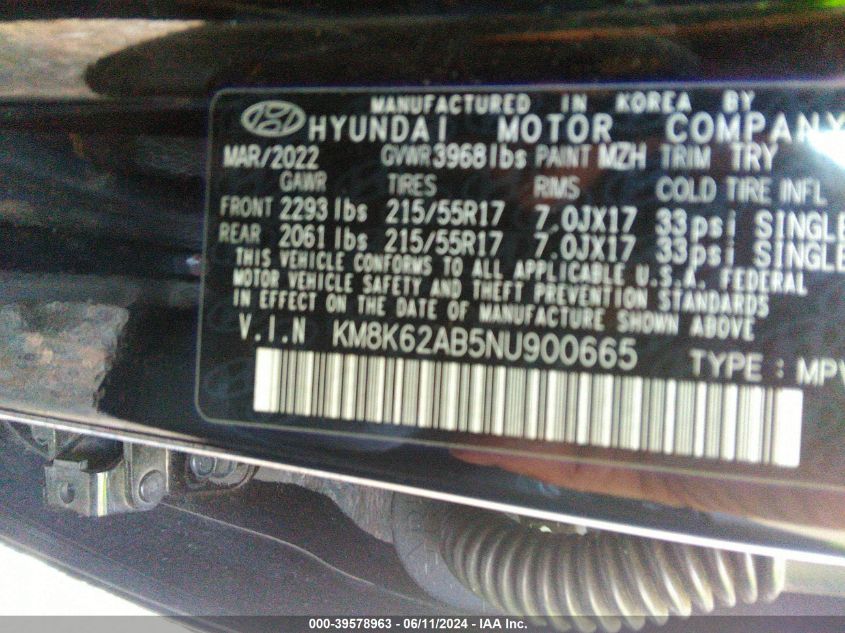 MANUFACTURED IN KOREA BY
HYUNDAI MOTOR COMPANY
MAR/2022 GVWR 3968lbs PAINT MZH TRIM TRY
GAWR TIRES RIMS COLD TIRE INFL
FRONT 2293 lbs 215/55R17 7.0JX17 33psi SINGLE
REAR 2061 lbs 215/55R17 7.0JX17 33psi SINGLE
THIS VEHICLE CONFORMS TO ALL APPLICABLE U.S.A. FEDERAL
MOTOR VEHICLE SAFETY AND THEFT PREVENTION STANDARDS
IN EFFECT ON THE DATE OF MANUFACTURE SHOWN ABOVE
V.I.N KM8K62AB5NU900665 TYPE : MPV
000-39578963 - 06/11/2024 - IAA Inc.